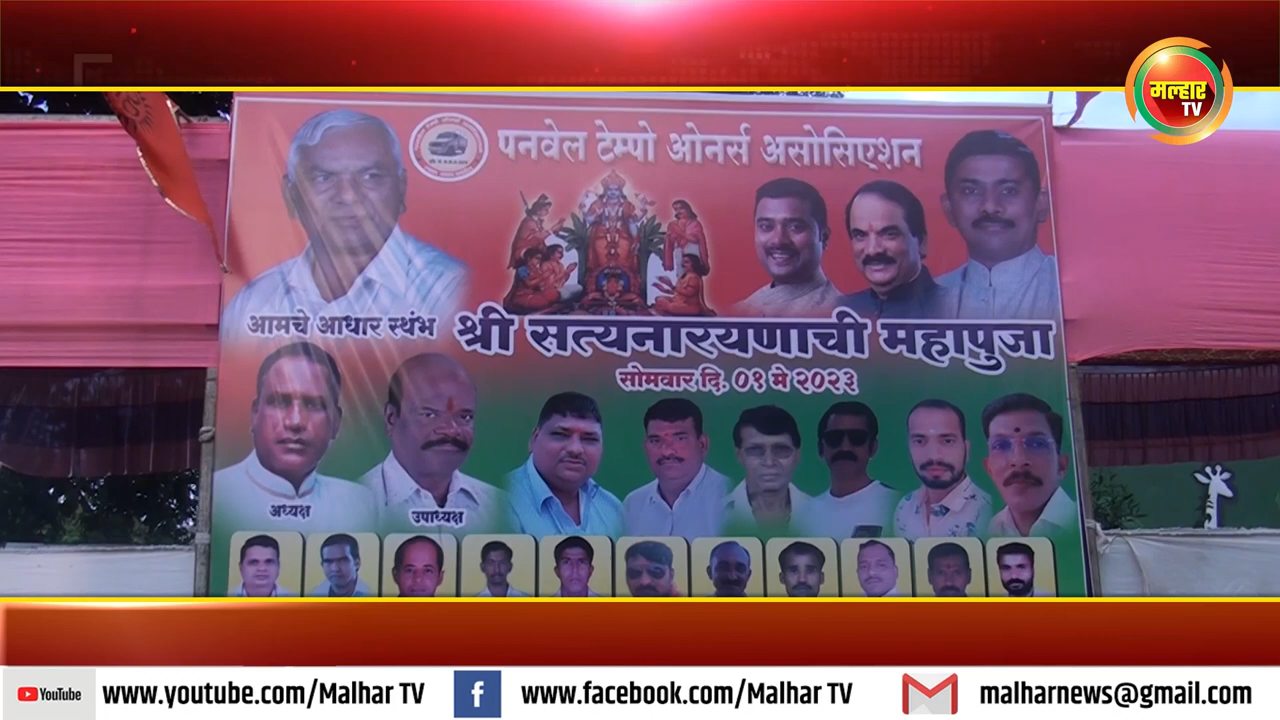 मल्हार
TV
पनवेल टेम्पो ओनर्स असोसिएशन
आमचे आधार स्थंभ
श्री सत्यनारायणाची महापुजा
सोमवार दि. ०१ मे २०२३
अध्यक्ष
उपाध्यक्ष
YouTube
www.youtube.com/Malhar TV
www.facebook.com/Malhar TV
malharnews@gmail.com